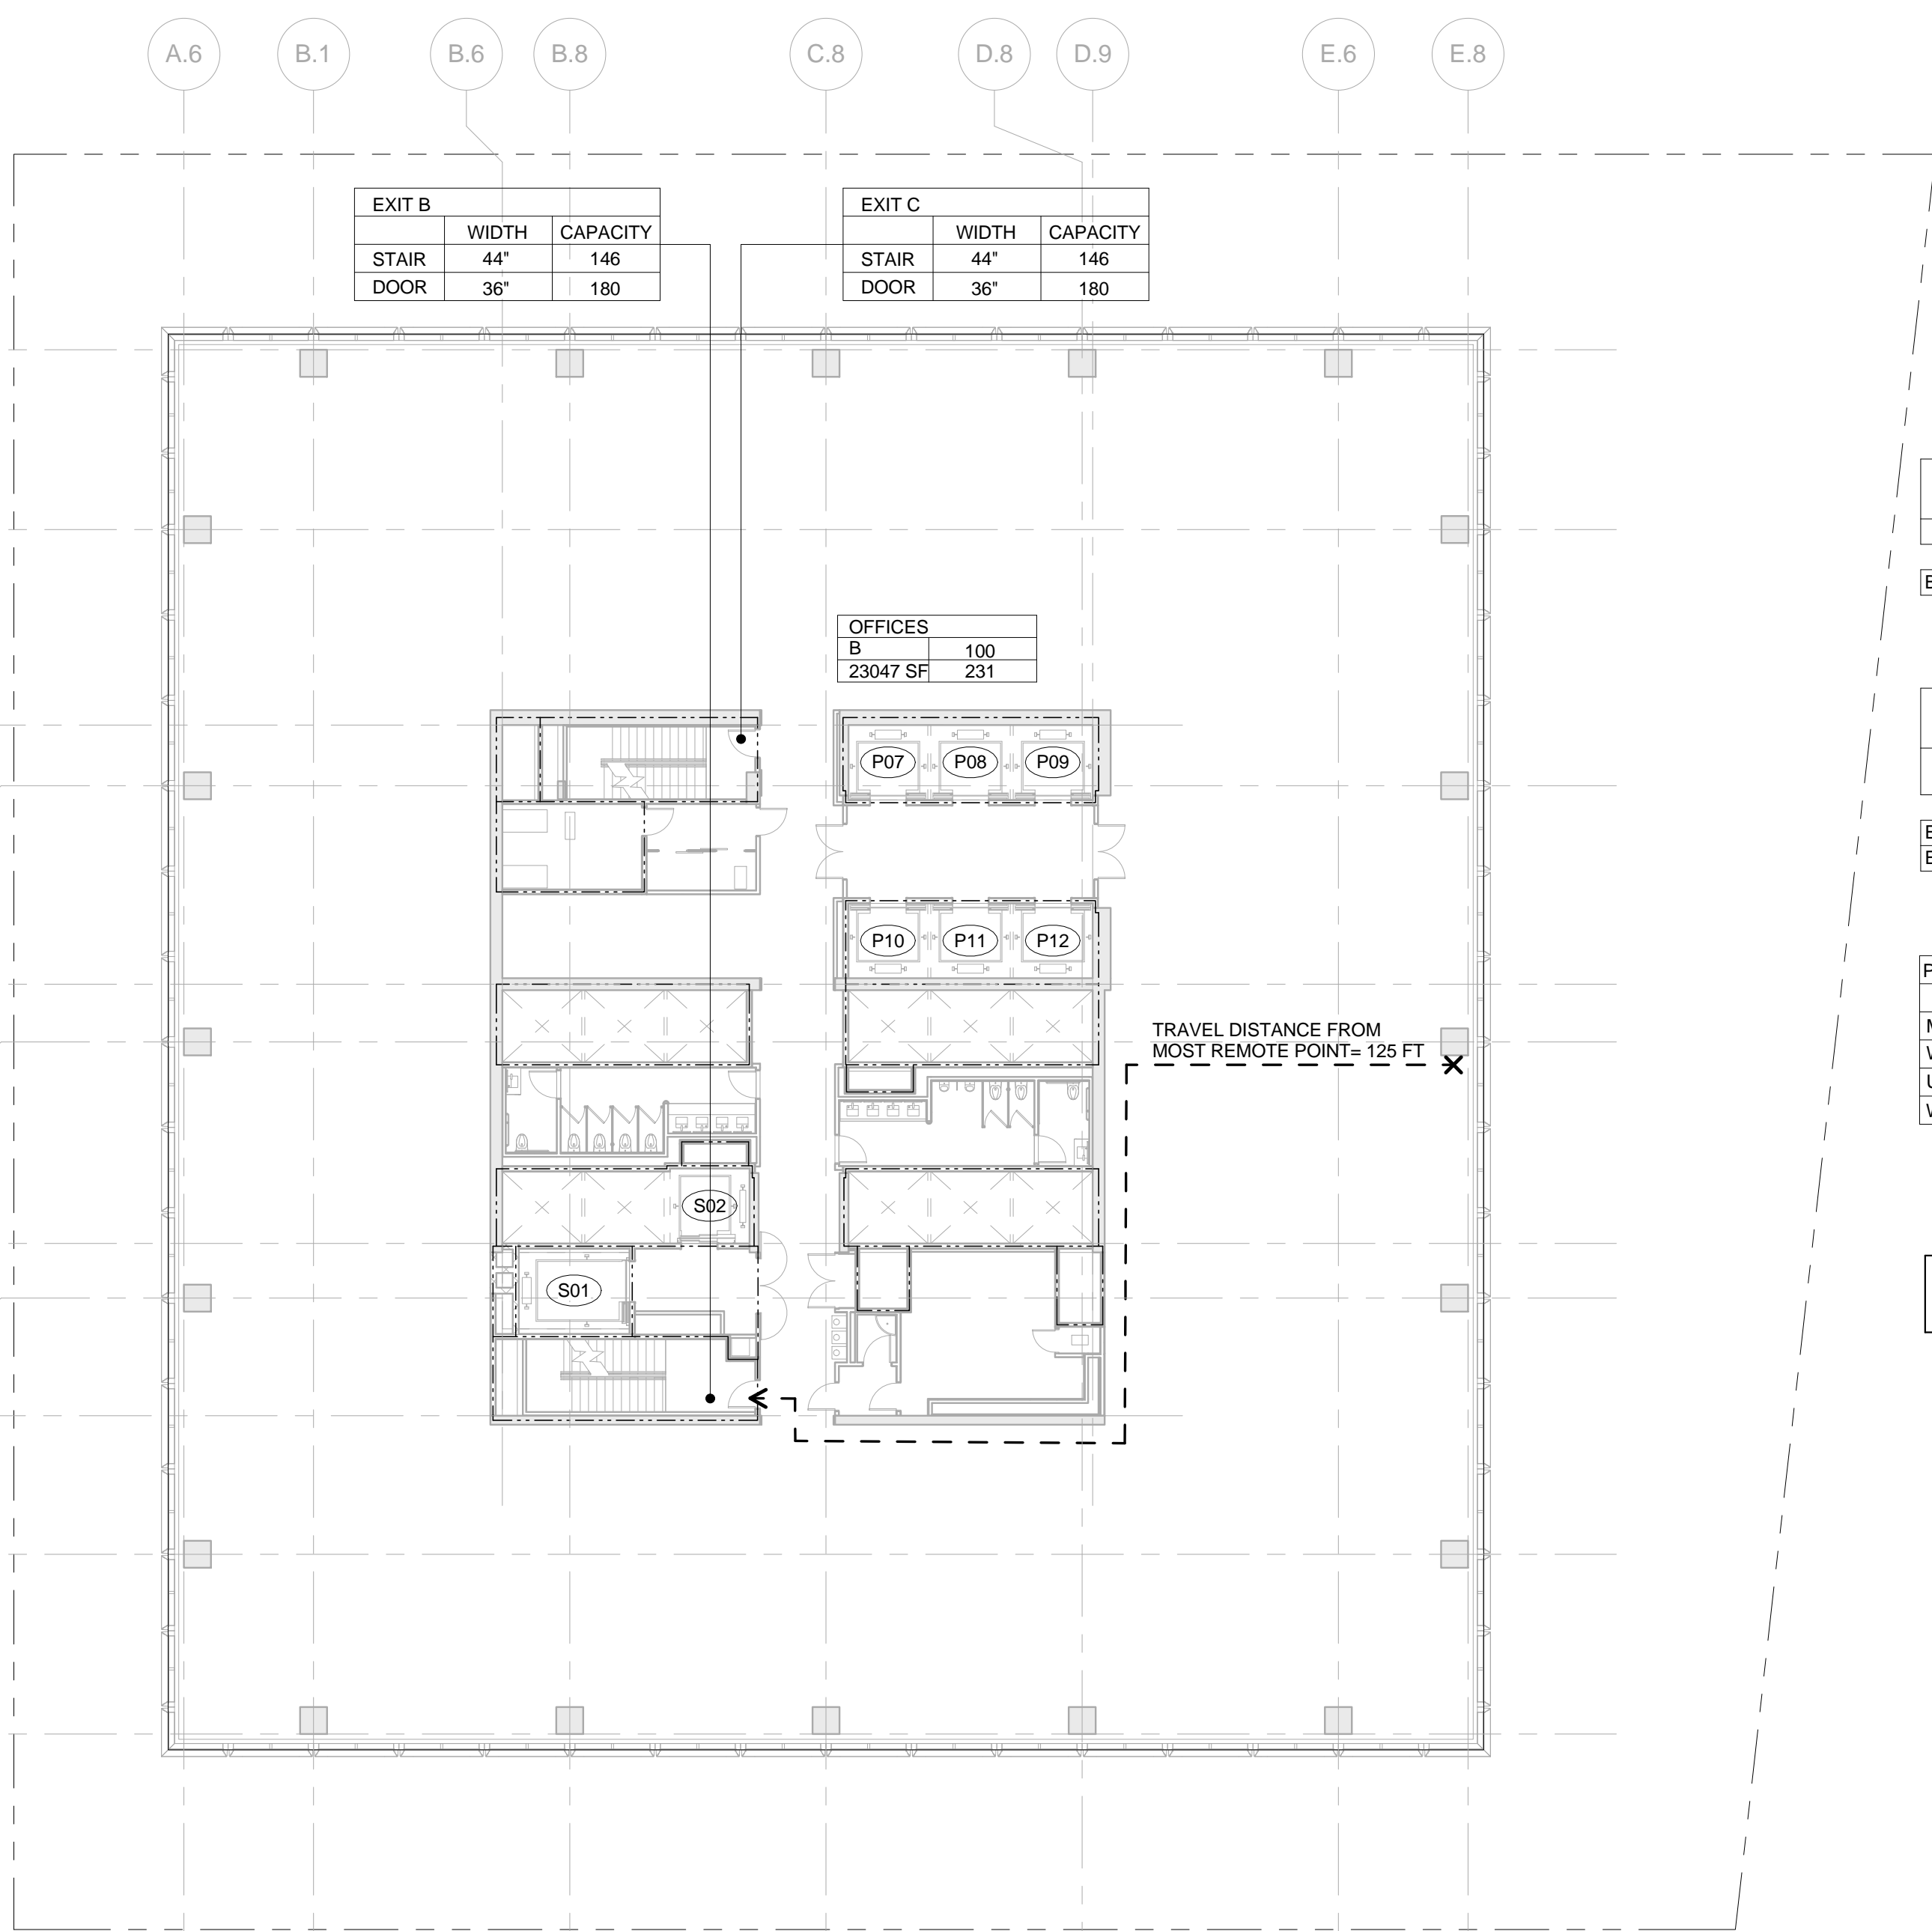 A.6 B.1 B.6 B.8 C.8 D.8 D.9 E.6 E.8
EXIT B
WIDTH CAPACITY
STAIR 44" 146
DOOR 36" 180
EXIT C
WIDTH CAPACITY
STAIR 44" 146
DOOR 36" 180
OFFICES
B 100
23047 SF 231
P07 P08 P09
P10 P11 P12
TRAVEL DISTANCE FROM
MOST REMOTE POINT= 125 FT
S02
S01